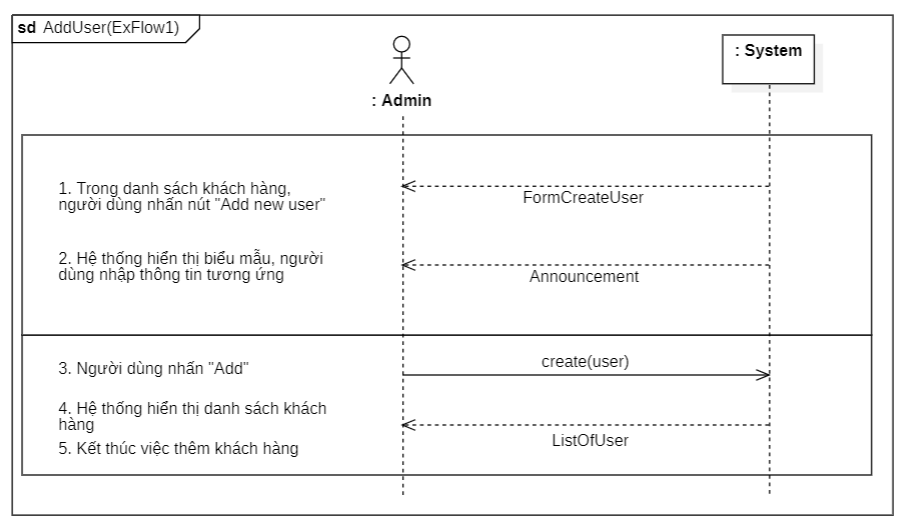 sd AddUser(ExFlow1)
: System
: Admin
1. Trong danh sách khách hàng,
người dùng nhấn nút "Add new user"
FormCreateUser
2. Hệ thống hiển thị biểu mẫu, người
dùng nhập thông tin tương ứng
Announcement
3. Người dùng nhấn "Add"
create(user)
4. Hệ thống hiển thị danh sách khách
hàng
ListOfUser
5. Kết thúc việc thêm khách hàng